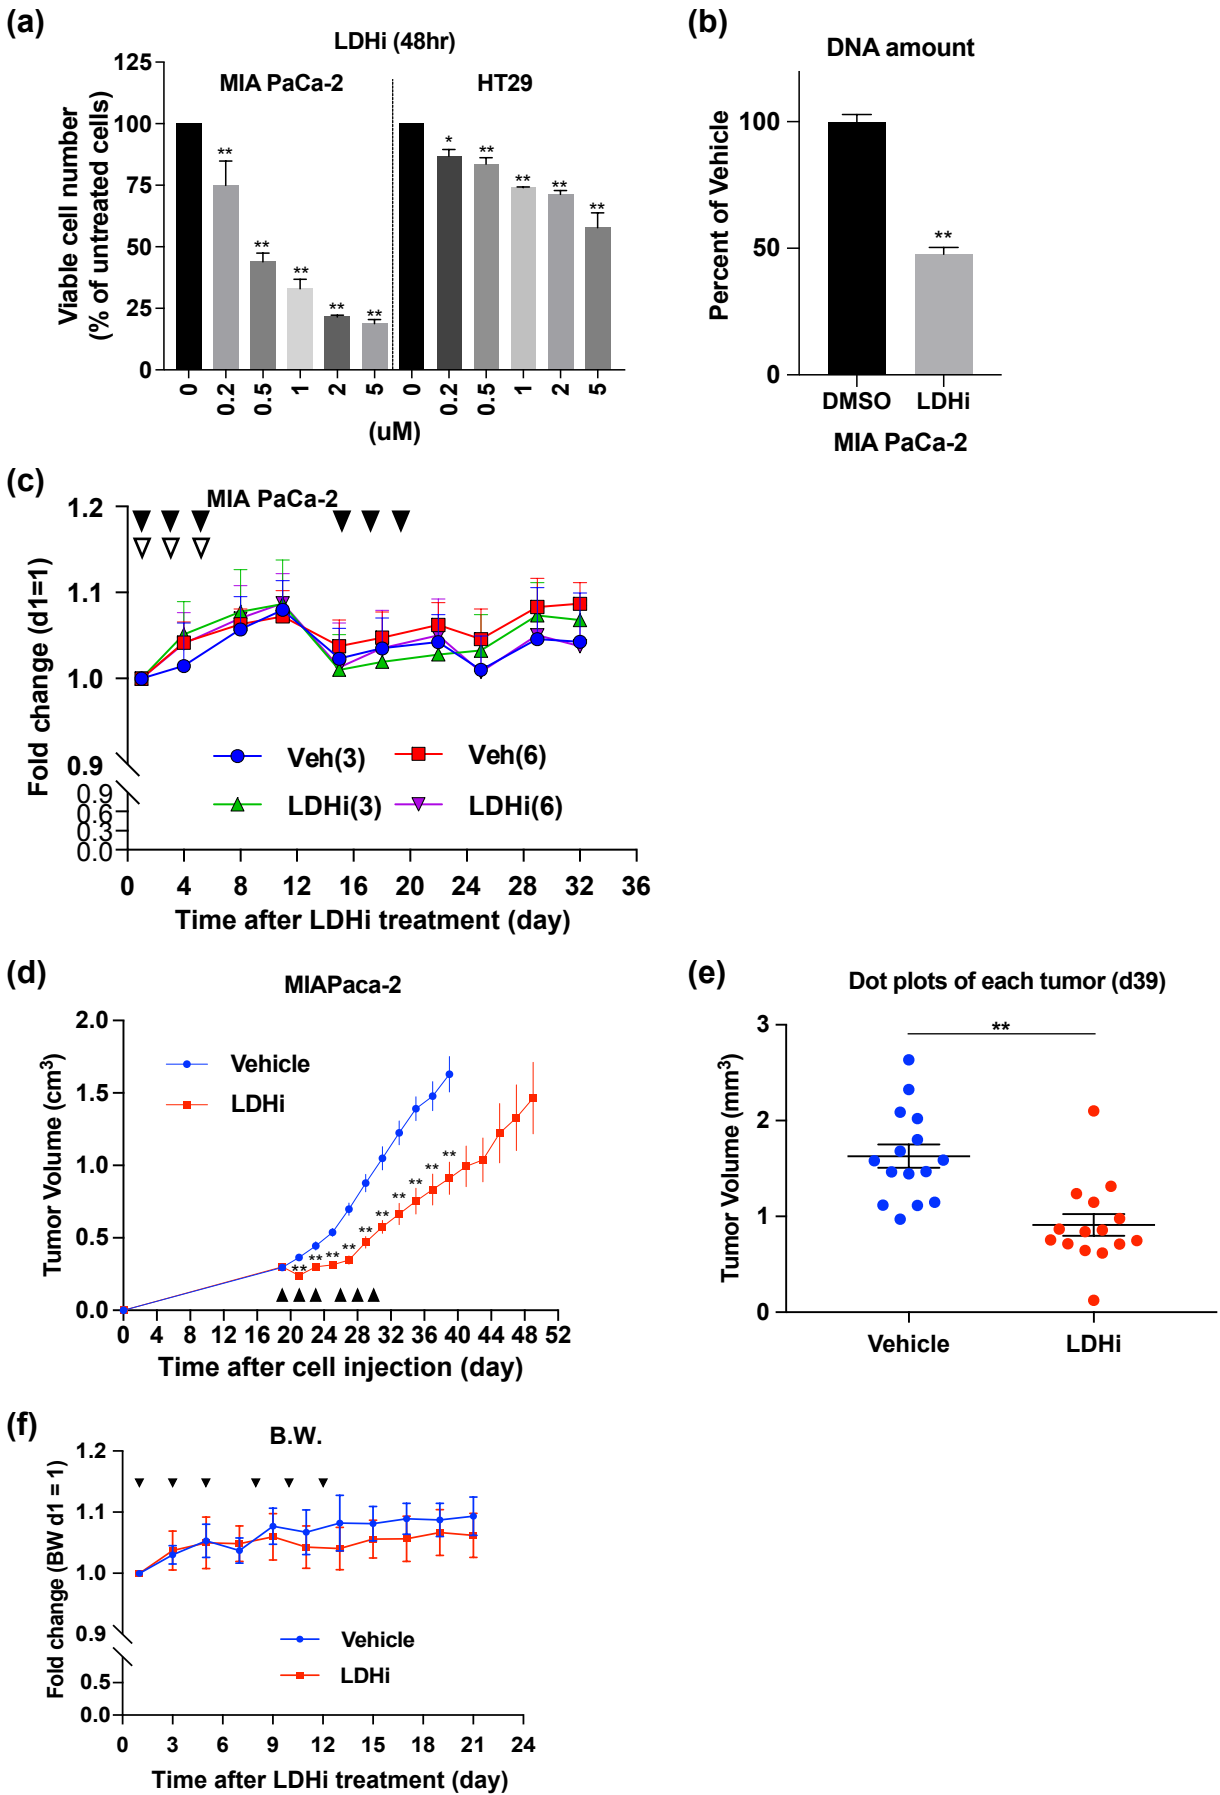 (a)
LDHi (48hr)
MIA PaCa-2
HT29
Viable cell number
(% of untreated cells)
125
100
75
50
25
0
** ** ** ** **
* ** ** ** **
0 0.2 0.5 1 2 5 0 0.2 0.5 1 2 5
(uM)
(b)
DNA amount
Percent of Vehicle
100
50
0
**
DMSO LDHi
MIA PaCa-2
(c)
MIA PaCa-2
Fold change (d1=1)
1.2
1.1
1.0
0.9
0.9
0.6
0.3
0.0
Veh(3) Veh(6)
LDHi(3) LDHi(6)
0 4 8 12 16 20 24 28 32 36
Time after LDHi treatment (day)
(d)
MIAPaca-2
Tumor Volume (cm³)
2.0
1.5
1.0
0.5
0.0
Vehicle
LDHi
** ** ** ** ** ** ** ** ** **
0 4 8 12 16 20 24 28 32 36 40 44 48 52
Time after cell injection (day)
(e)
Dot plots of each tumor (d39)
**
Tumor Volume (mm³)
3
2
1
0
Vehicle LDHi
(f)
B.W.
Fold change (BW d1 = 1)
1.2
1.1
1.0
0.9
0.5
0.0
Vehicle
LDHi
0 3 6 9 12 15 18 21 24
Time after LDHi treatment (day)